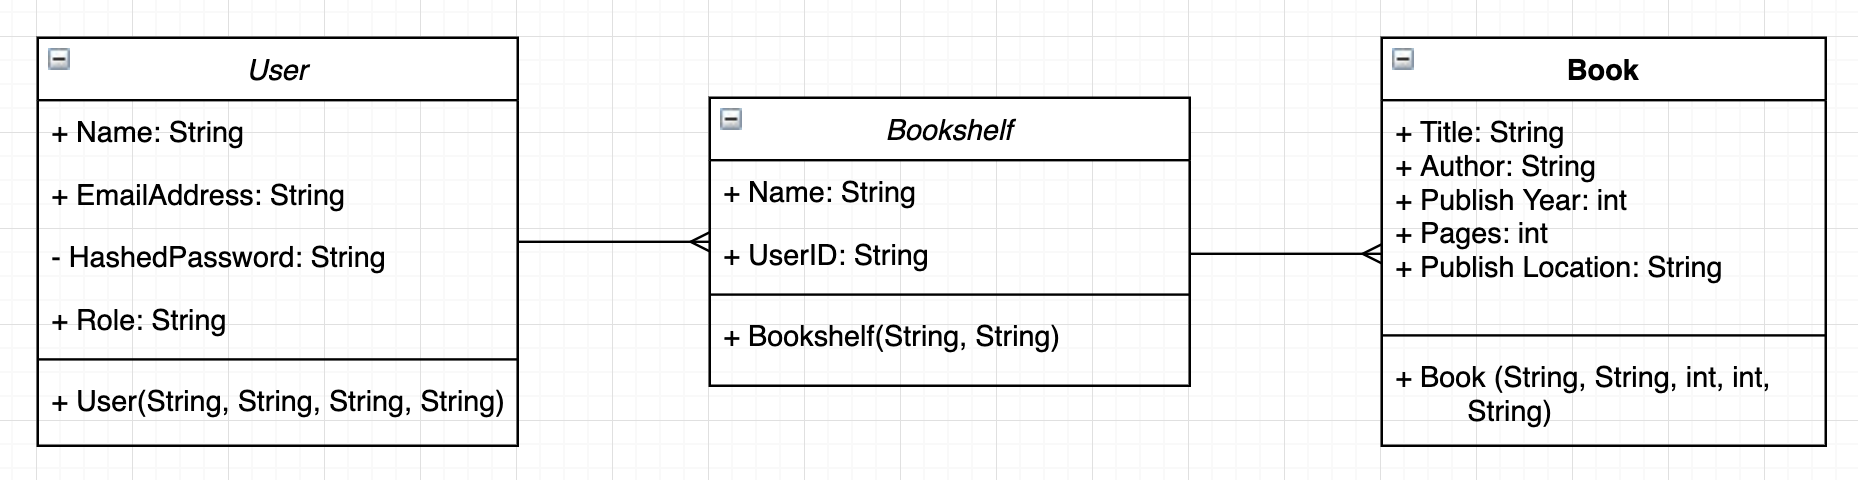 User
+ Name: String
+ EmailAddress: String
- HashedPassword: String
+ Role: String
+ User(String, String, String, String)
Bookshelf
+ Name: String
+ UserID: String
+ Bookshelf(String, String)
Book
+ Title: String
+ Author: String
+ Publish Year: int
+ Pages: int
+ Publish Location: String
+ Book (String, String, int, int,
String)